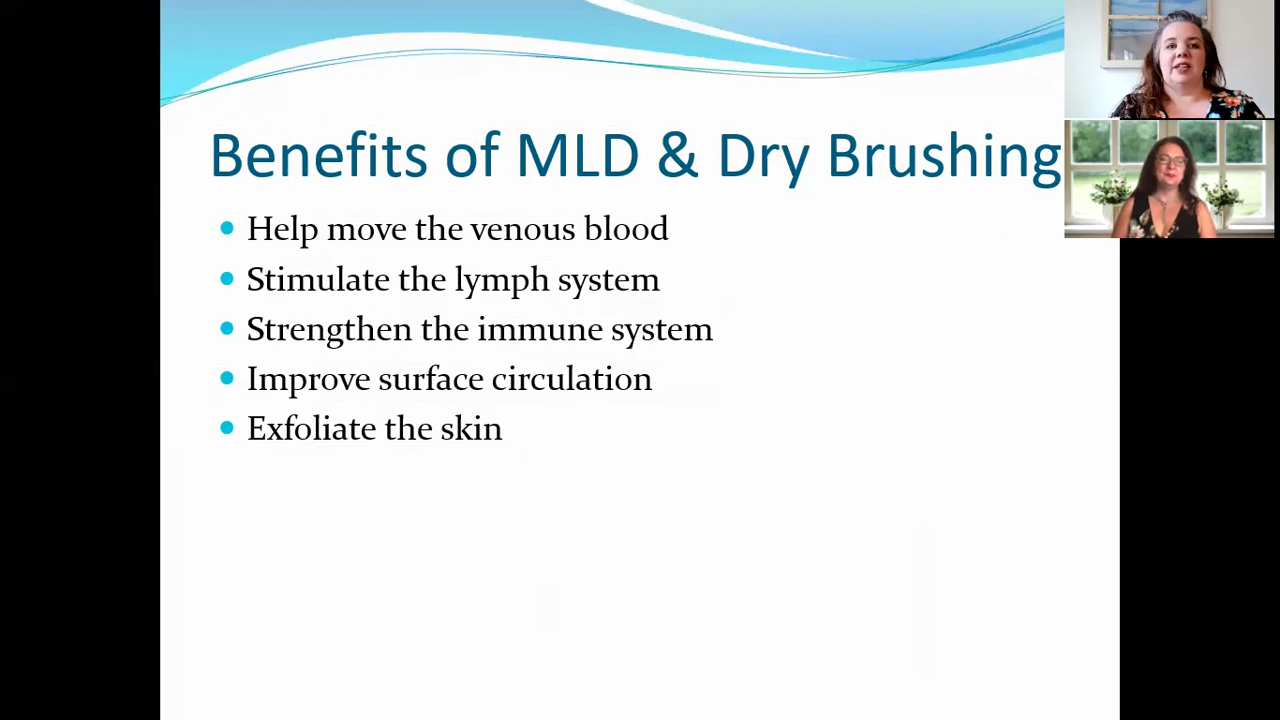 Benefits of MLD & Dry Brushing
Help move the venous blood
Stimulate the lymph system
Strengthen the immune system
Improve surface circulation
Exfoliate the skin